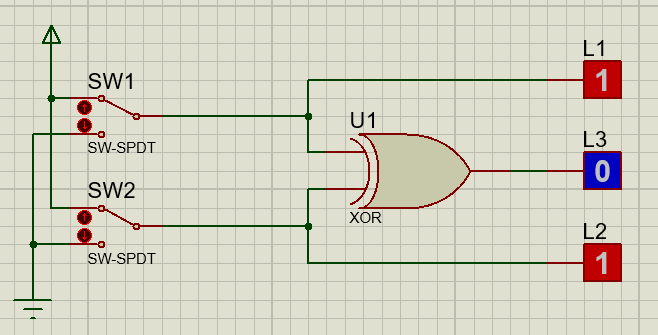 L1
SW1
1
U1
L3
SW-SPDT
0
SW2
XOR
L2
SW-SPDT
1